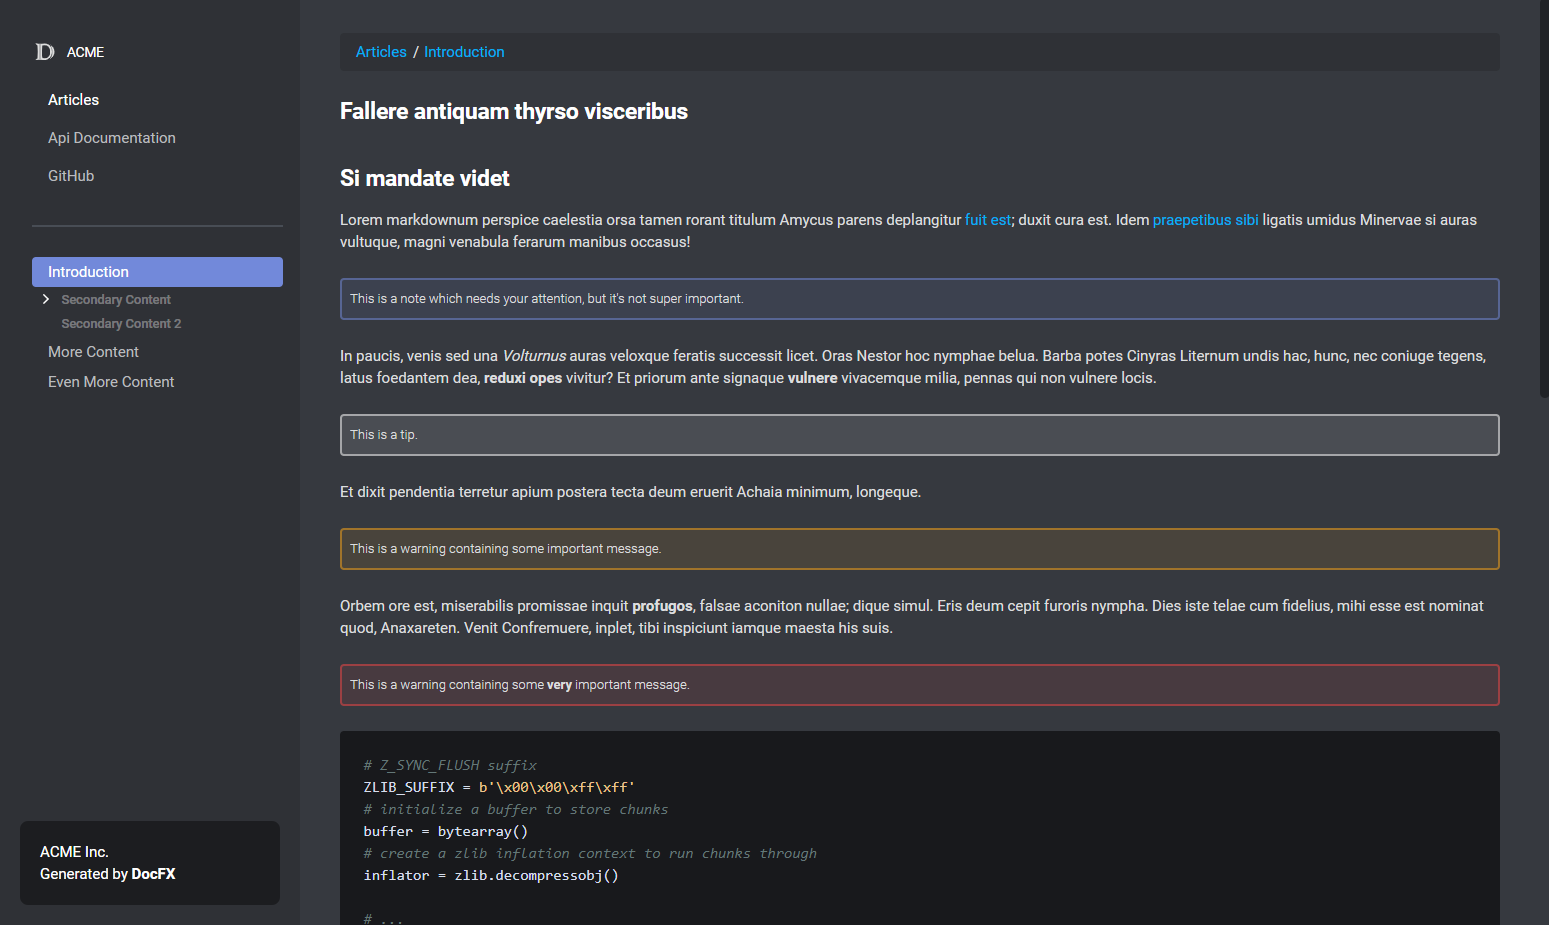 ACME
Articles
Api Documentation
GitHub
Introduction
Secondary Content
Secondary Content 2
More Content
Even More Content
ACME Inc.
Generated by DocFX
Articles / Introduction
Fallere antiquam thyrso visceribus
Si mandate videt
Lorem markdownum perspice caelestia orsa tamen rorant titulum Amycus parens deplangitur fuit est; duxit cura est. Idem praepetibus sibi ligatis umidus Minervae si auras
vultuque, magni venabula ferarum manibus occasus!
This is a note which needs your attention, but it's not super important.
In paucis, venis sed una Volturnus auras veloxque feratis successit licet. Oras Nestor hoc nymphae belua. Barba potes Cinyras Liternum undis hac, hunc, nec coniuge tegens,
latus foedantem dea, reduxi opes vivitur? Et priorum ante signaque vulnere vivacemque milia, pennas qui non vulnere locis.
This is a tip.
Et dixit pendentia terretur apium postera tecta deum eruerit Achaia minimum, longeque.
This is a warning containing some important message.
Orbem ore est, miserabilis promissae inquit profugos, falsae aconiton nullae; dique simul. Eris deum cepit furoris nympha. Dies iste telae cum fidelius, mihi esse est nominat
quod, Anaxareten. Venit Confremuere, inplet, tibi inspiciunt iamque maesta his suis.
This is a warning containing some very important message.
# Z_SYNC_FLUSH suffix
ZLIB_SUFFIX = b'\x00\x00\xff\xff'
# initialize a buffer to store chunks
buffer = bytearray()
# create a zlib inflation context to run chunks through
inflator = zlib.decompressobj()
# ...